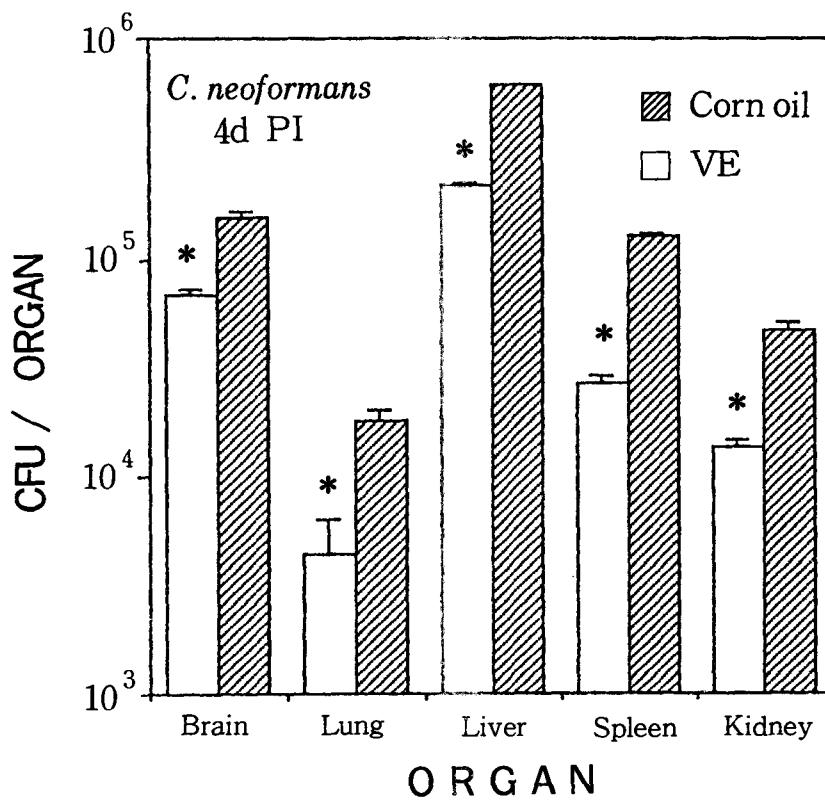 10^6
C. neoformans
4d PI
Corn oil
VE
*
*
10^5
*
*
CFU / ORGAN
10^4
*
10^3
Brain Lung Liver Spleen Kidney
ORGAN